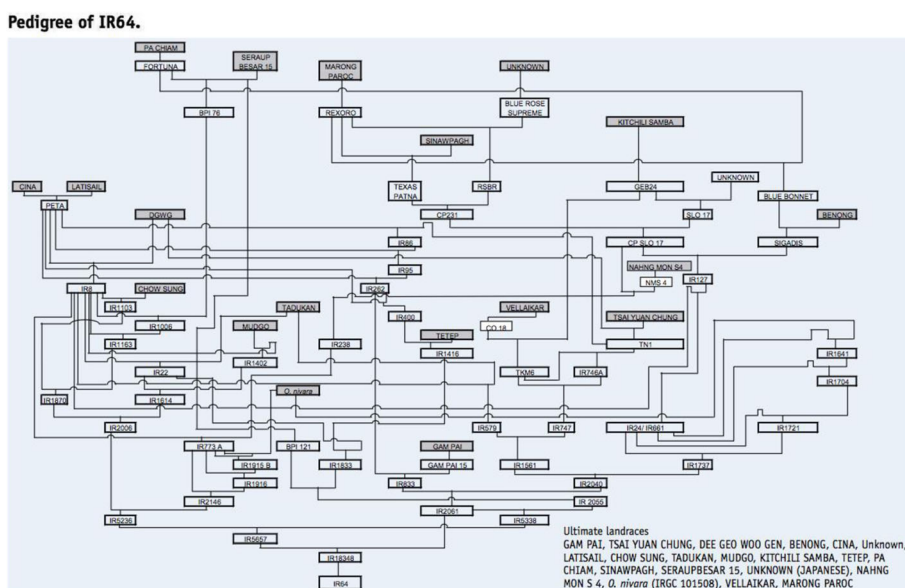 Pedigree of IR64.
PA CHIAM
FORTUNA
SERAUP
BESAR 15
MARONG
PAROC
UNKNOWN
BPI 76
REXORO
BLUE ROSE
SUPREME
KITCHILI SAMBA
SINAWPAGH
CINA
LATISAIL
TEXAS
PATNA
RSBR
GEB24
UNKNOWN
BLUE BONNET
PETA
DGWG
CP231
SLO 17
BENONG
IR86
CP SLO 17
SIGADIS
IR95
NAHNG MON S4
NMS 4
IR127
IR8
CHOW SUNG
IR262
IR1103
TADUKAN
IR400
VELLAIKAR
TSAI YUAN CHUNG
IR1006
MUDGO
TETEP
CO 18
IR1163
IR238
IR1416
TN1
IR1641
IR1402
IR22
TKM6
IR746A
IR1704
O. nivara
IR1870
IR1614
IR2006
IR579
IR747
IR24/ IR661
IR1721
IR773 A
BPI 121
GAM PAI
IR1915 B
IR1833
GAM PAI 15
IR1561
IR1737
IR1916
IR833
IR2040
IR2146
IR2061
IR 2055
IR5236
IR5338
IR5657
IR18348
IR64
Ultimate landraces
GAM PAI, TSAI YUAN CHUNG, DEE GEO WOO GEN, BENONG, CINA, Unknown,
LATISAIL, CHOW SUNG, TADUKAN, MUDGO, KITCHILI SAMBA, TETEP, PA
CHIAM, SINAWPAGH, SERAUPBESAR 15, UNKNOWN (JAPANESE), NAHNG
MON S 4, O. nivara (IRGC 101508), VELLAIKAR, MARONG PAROC